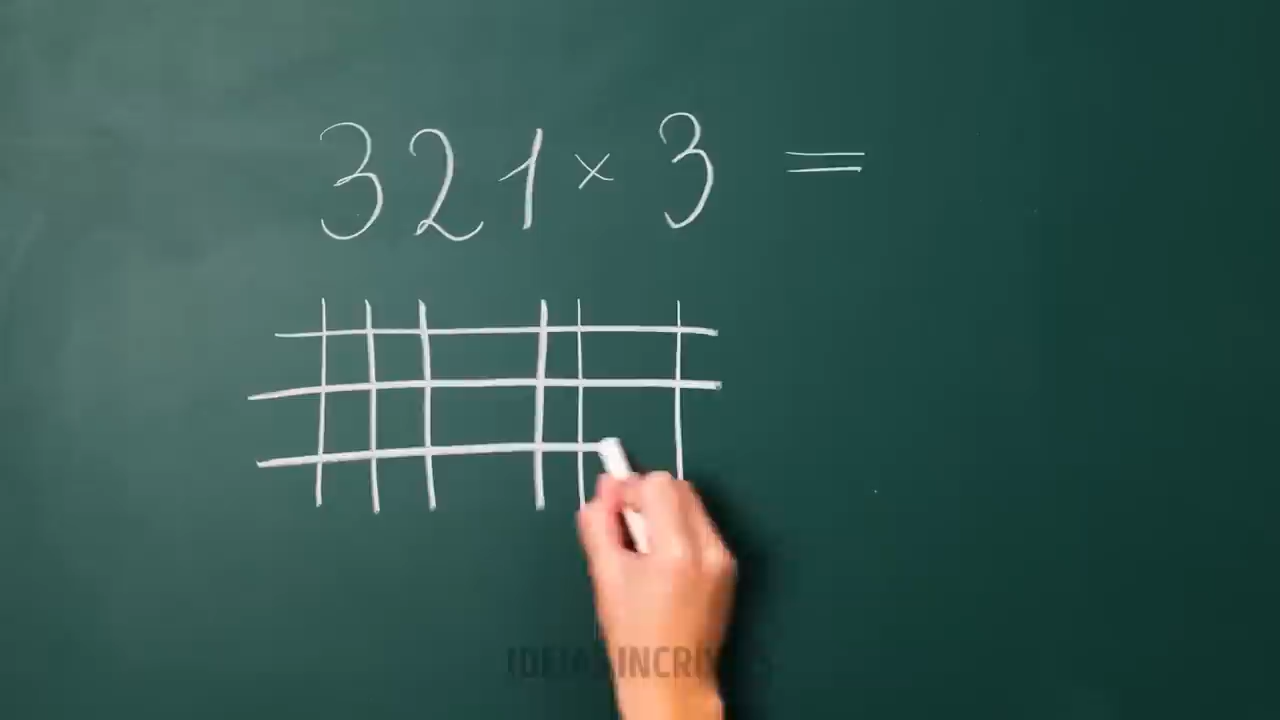 321 × 3 =